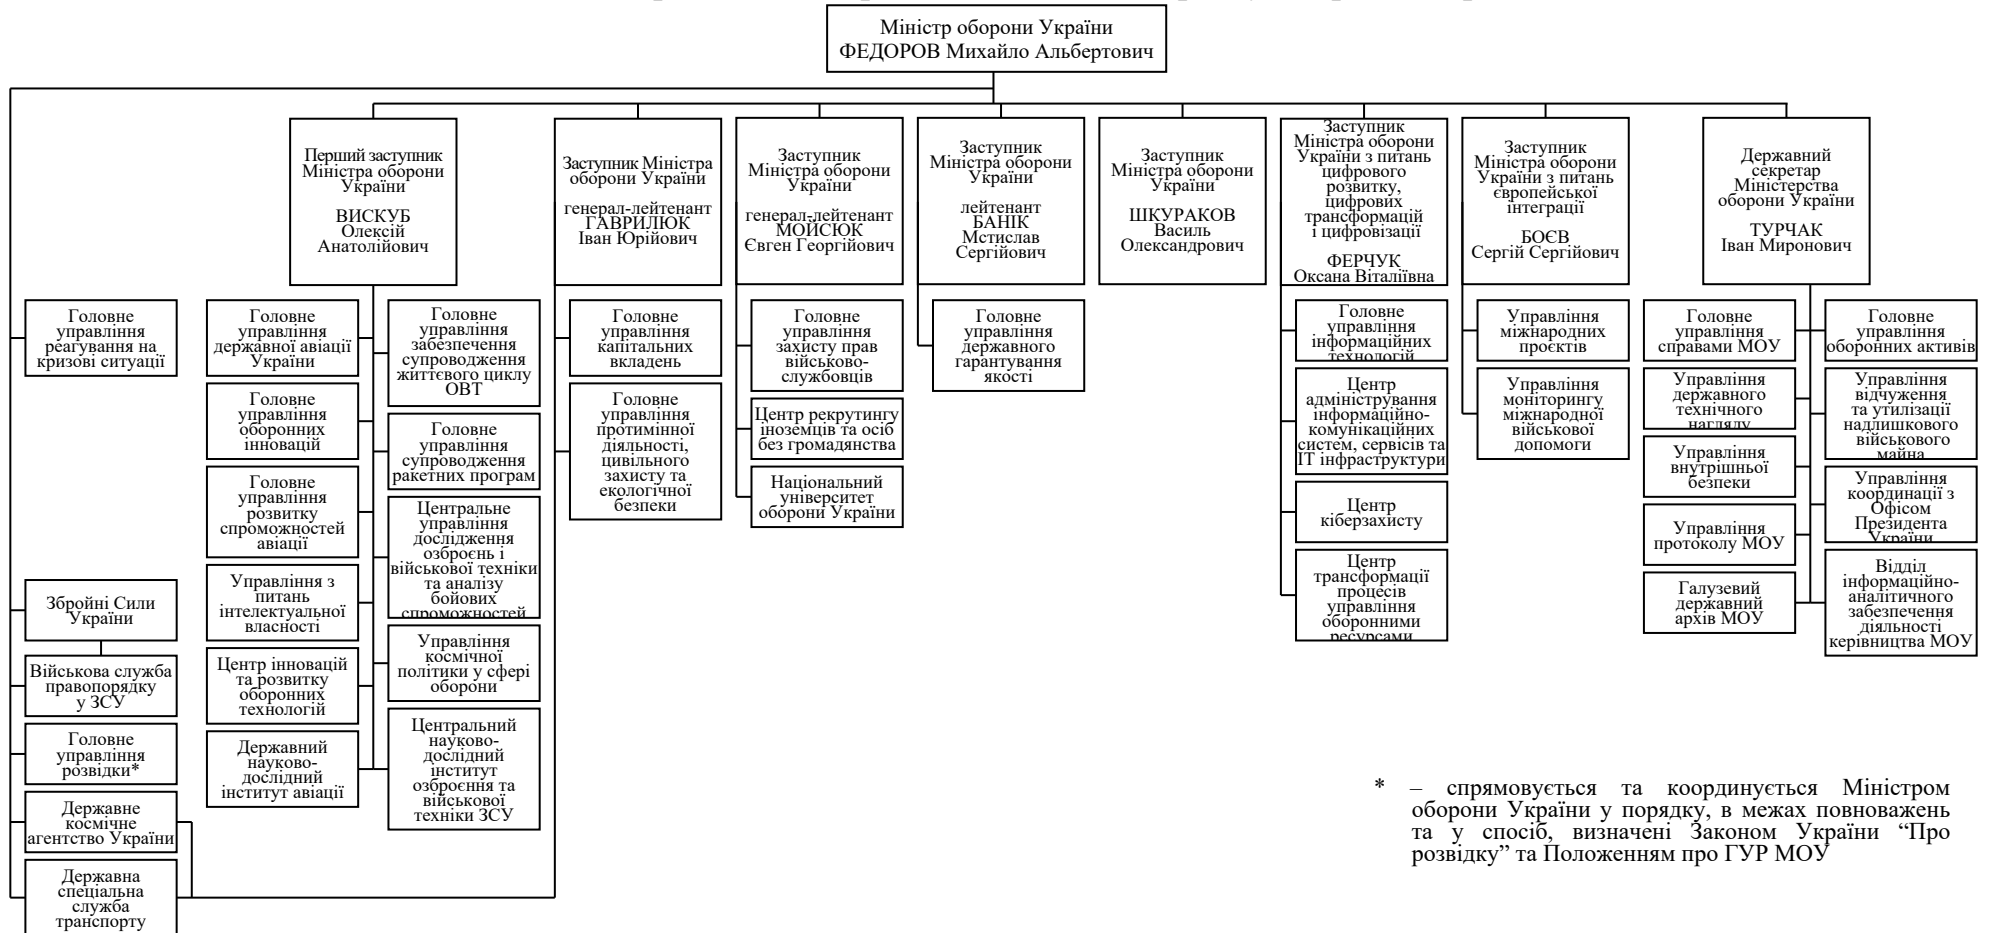 Міністр оборони України
ФЕДОРОВ Михайло Альбертович
Перший заступник
Міністра оборони
України
ВИСКУБ
Олексій
Анатолійович
Заступник Міністра
оборони України
генерал-лейтенант
ГАВРИЛЮК
Іван Юрійович
Заступник
Міністра оборони
України
генерал-лейтенант
МОЙСЮК
Євген Георгійович
Заступник
Міністра оборони
України
лейтенант
БАНІК
Мстислав
Сергійович
Заступник
Міністра оборони
України
ШКУРАКОВ
Василь
Олександрович
Заступник
Міністра оборони
України з питань
цифрового
розвитку,
цифрових
трансформацій
і цифровізації
ФЕРЧУК
Оксана Віталіївна
Заступник
Міністра оборони
України з питань
європейської
інтеграції
БОЄВ
Сергій Сергійович
Державний
секретар
Міністерства
оборони України
ТУРЧАК
Іван Миронович
Головне
управління
реагування на
кризові ситуації
Збройні Сили
України
Військова служба
правопорядку
у ЗСУ
Головне
управління
розвідки*
Державне
космічне
агентство України
Державна
спеціальна
служба
транспорту
Головне
управління
державної авіації
України
Головне
управління
оборонних
інновацій
Головне
управління
розвитку
спроможностей
авіації
Управління з
питань
інтелектуальної
власності
Центр інновацій
та розвитку
оборонних
технологій
Державний
науково-
дослідний
інститут авіації
Головне
управління
забезпечення
супроводження
життєвого циклу
ОВТ
Головне
управління
супроводження
ракетних програм
Центральне
управління
дослідження
озброєнь і
військової техніки
та аналізу
бойових
спроможностей
Управління
космічної
політики у сфері
оборони
Центральний
науково-
дослідний
інститут
озброєння та
військової
техніки ЗСУ
Головне
управління
капітальних
вкладень
Головне
управління
протимінної
діяльності,
цивільного
захисту та
екологічної
безпеки
Головне
управління
захисту прав
військово-
службовців
Центр рекрутингу
іноземців та осіб
без громадянства
Національний
університет
оборони України
Головне
управління
державного
гарантування
якості
Головне
управління
інформаційних
технологій
Центр
адміністрування
інформаційно-
комунікаційних
систем, сервісів та
ІТ інфраструктури
Центр
кіберзахисту
Центр
трансформації
процесів
управління
оборонними
ресурсами
Управління
міжнародних
проєктів
Управління
моніторингу
міжнародної
військової
допомоги
Головне
управління
справами МОУ
Управління
державного
технічного
нагляду
Управління
внутрішньої
безпеки
Управління
протоколу МОУ
Галузевий
державний
архів МОУ
Головне
управління
оборонних активів
Управління
відчуження
та утилізації
надлишкового
військового
майна
Управління
координації з
Офісом
Президента
України
Відділ
інформаційно-
аналітичного
забезпечення
діяльності
керівництва МОУ
* – спрямовується та координується Міністром
оборони України у порядку, в межах повноважень
та у спосіб, визначені Законом України “Про
розвідку” та Положенням про ГУР МОУ